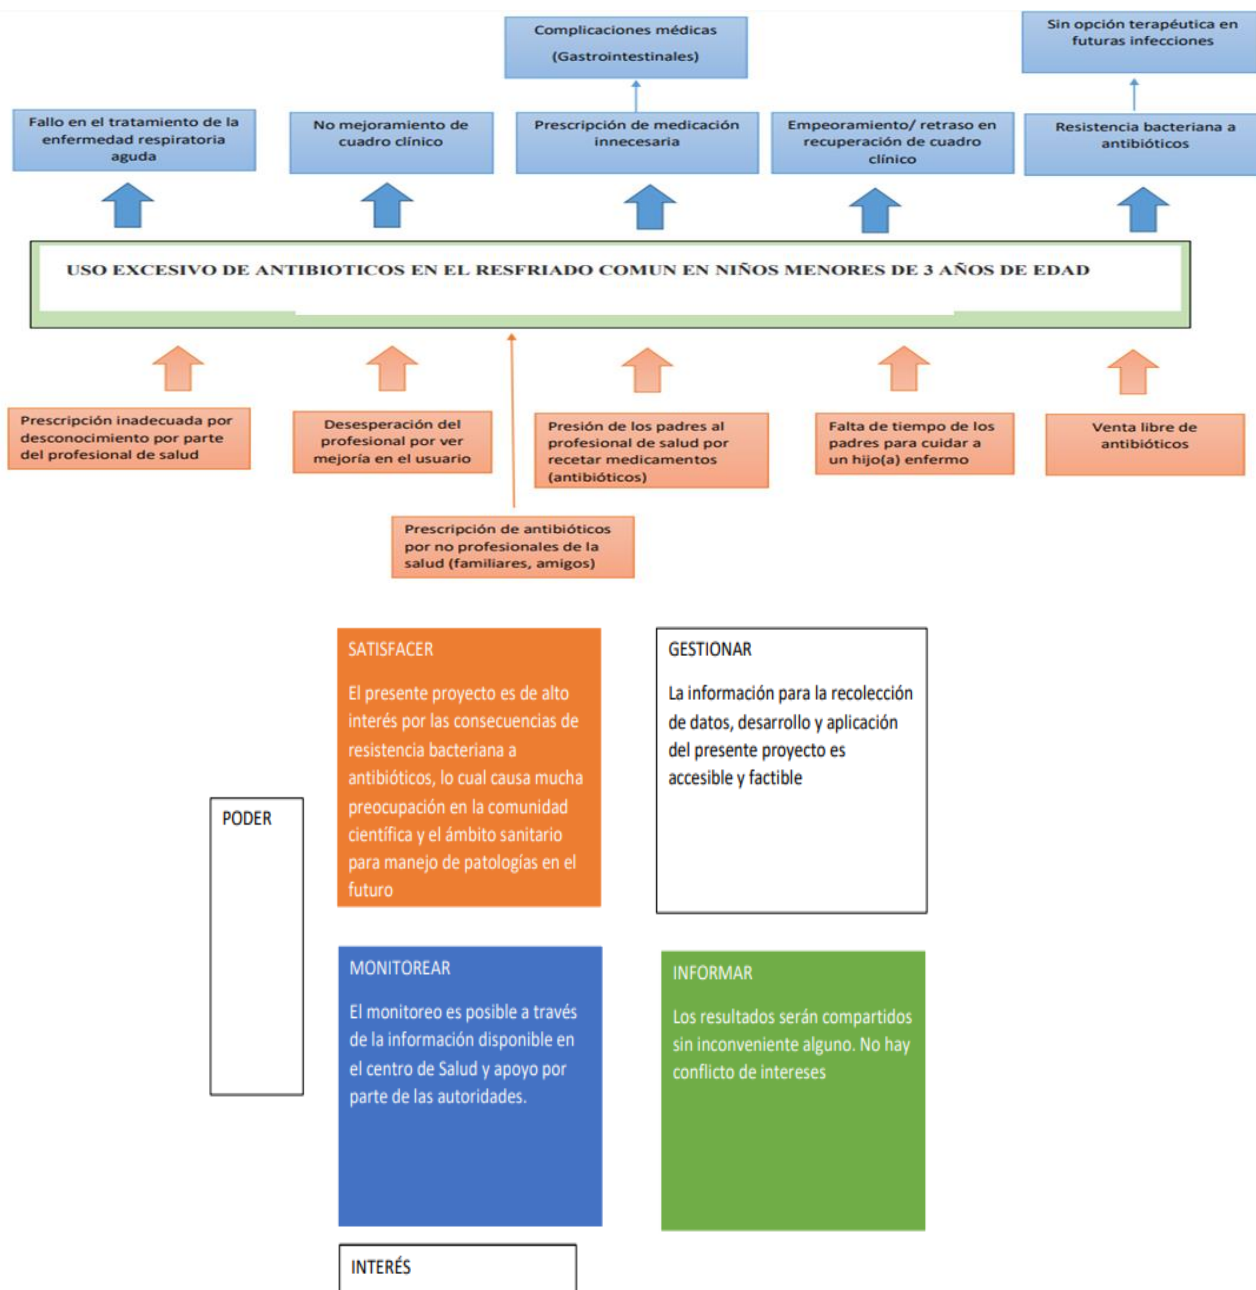 Complicaciones médicas
(Gastrointestinales)
Sin opción terapéutica en
futuras infecciones
Fallo en el tratamiento de la
enfermedad respiratoria
aguda
No mejoramiento de
cuadro clínico
Prescripción de medicación
innecesaria
Empeoramiento/ retraso en
recuperación de cuadro
clínico
Resistencia bacteriana a
antibióticos
USO EXCESIVO DE ANTIBIOTICOS EN EL RESFRIADO COMUN EN NIÑOS MENORES DE 3 AÑOS DE EDAD
Prescripción inadecuada por
desconocimiento por parte
del profesional de salud
Desesperación del
profesional por ver
mejoría en el usuario
Presión de los padres al
profesional de salud por
recetar medicamentos
(antibióticos)
Falta de tiempo de los
padres para cuidar a
un hijo(a) enfermo
Venta libre de
antibióticos
Prescripción de antibióticos
por no profesionales de la
salud (familiares, amigos)
SATISFACER
El presente proyecto es de alto
interés por las consecuencias de
resistencia bacteriana a
antibióticos, lo cual causa mucha
preocupación en la comunidad
científica y el ámbito sanitario
para manejo de patologías en el
futuro
GESTIONAR
La información para la recolección
de datos, desarrollo y aplicación
del presente proyecto es
accesible y factible
PODER
MONITOREAR
El monitoreo es posible a través
de la información disponible en
el centro de Salud y apoyo por
parte de las autoridades.
INFORMAR
Los resultados serán compartidos
sin inconveniente alguno. No hay
conflicto de intereses
INTERÉS